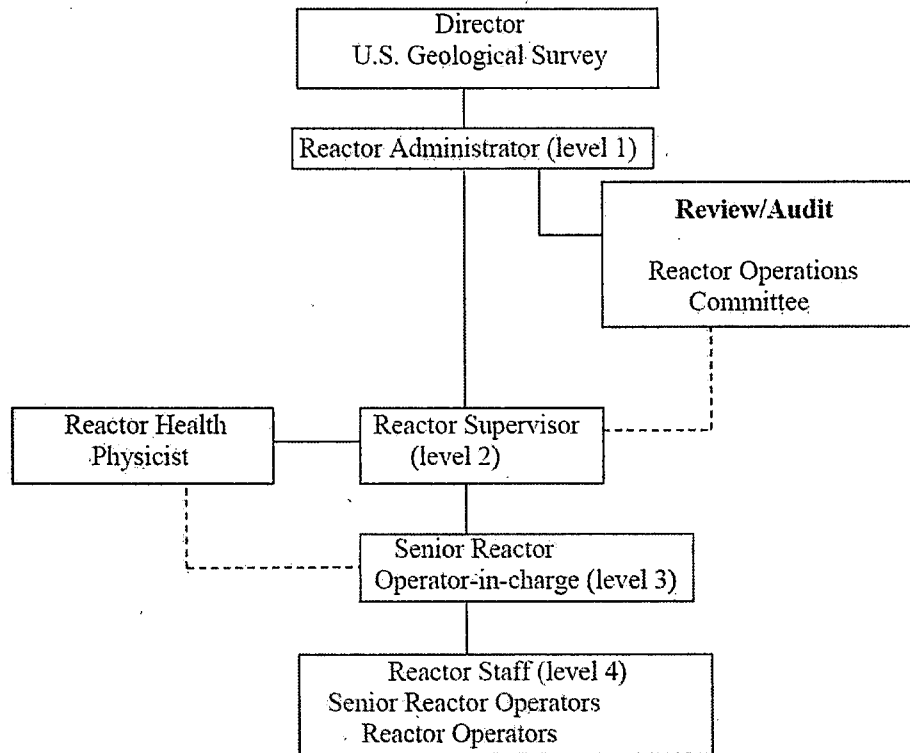 Director
U.S. Geological Survey
Reactor Administrator (level 1)
Review/Audit
Reactor Operations
Committee
Reactor Health
Physicist
Reactor Supervisor
(level 2)
Senior Reactor
Operator-in-charge (level 3)
Reactor Staff (level 4)
Senior Reactor Operators
Reactor Operators